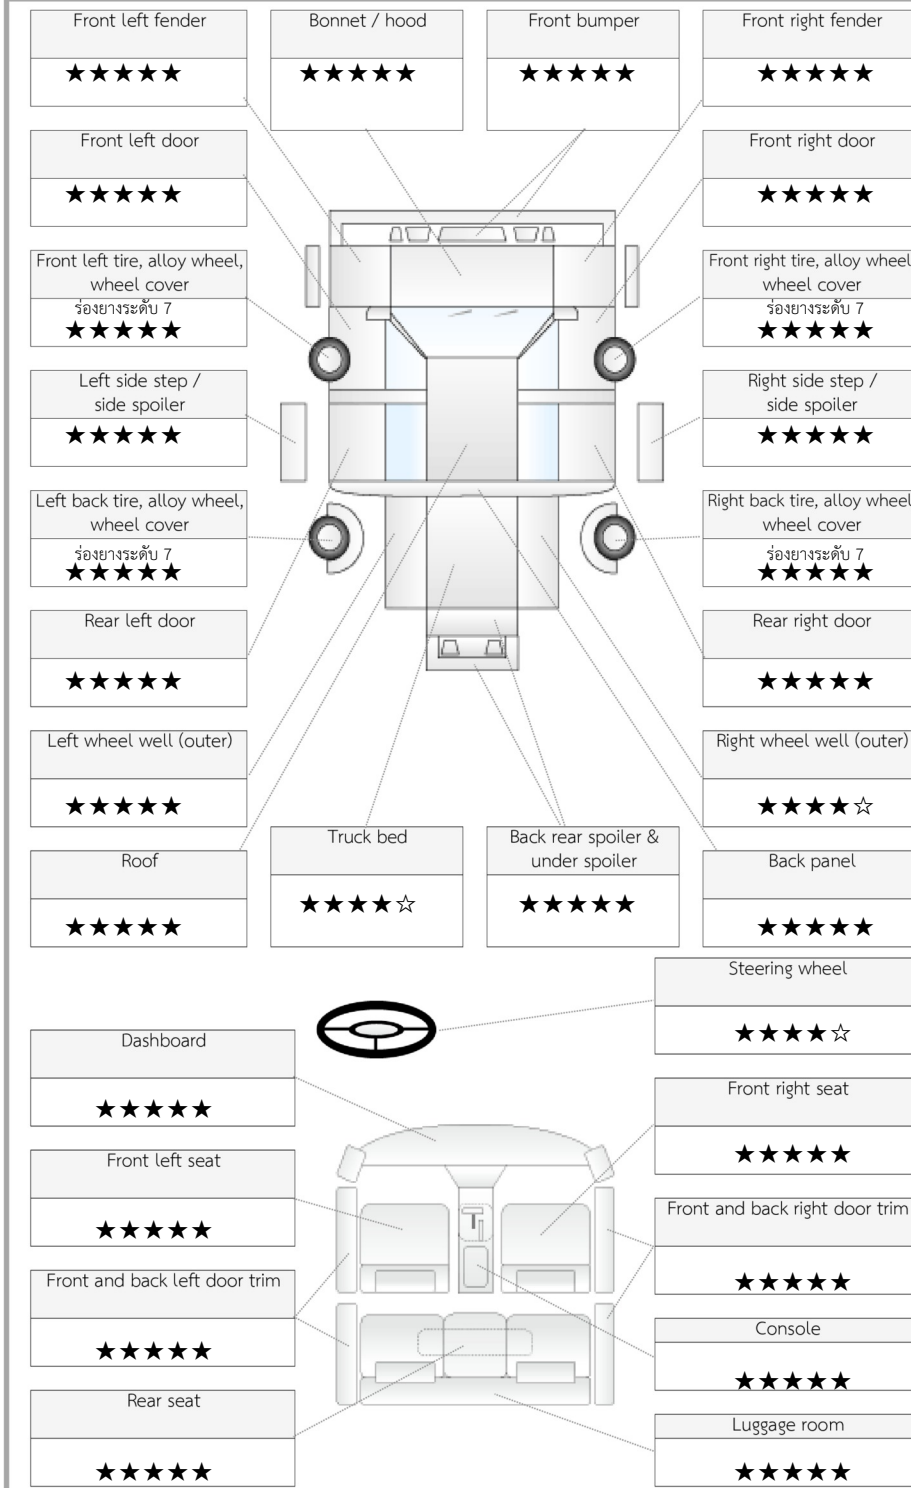 Front left fender
★★★★★
Bonnet / hood
★★★★★
Front bumper
★★★★★
Front right fender
★★★★★
Front left door
★★★★★
Front right door
★★★★★
Front left tire, alloy wheel,
wheel cover
ร่องยางระดับ 7
★★★★★
Front right tire, alloy wheel
wheel cover
ร่องยางระดับ 7
★★★★★
Left side step /
side spoiler
★★★★★
Right side step /
side spoiler
★★★★★
Left back tire, alloy wheel,
wheel cover
ร่องยางระดับ 7
★★★★★
Right back tire, alloy wheel
wheel cover
ร่องยางระดับ 7
★★★★★
Rear left door
★★★★★
Rear right door
★★★★★
Left wheel well (outer)
★★★★★
Right wheel well (outer)
★★★★☆
Roof
★★★★★
Truck bed
★★★★☆
Back rear spoiler &
under spoiler
★★★★★
Back panel
★★★★★
Steering wheel
★★★★☆
Dashboard
★★★★★
Front right seat
★★★★★
Front left seat
★★★★★
Front and back right door trim
★★★★★
Front and back left door trim
★★★★★
Console
★★★★★
Rear seat
★★★★★
Luggage room
★★★★★